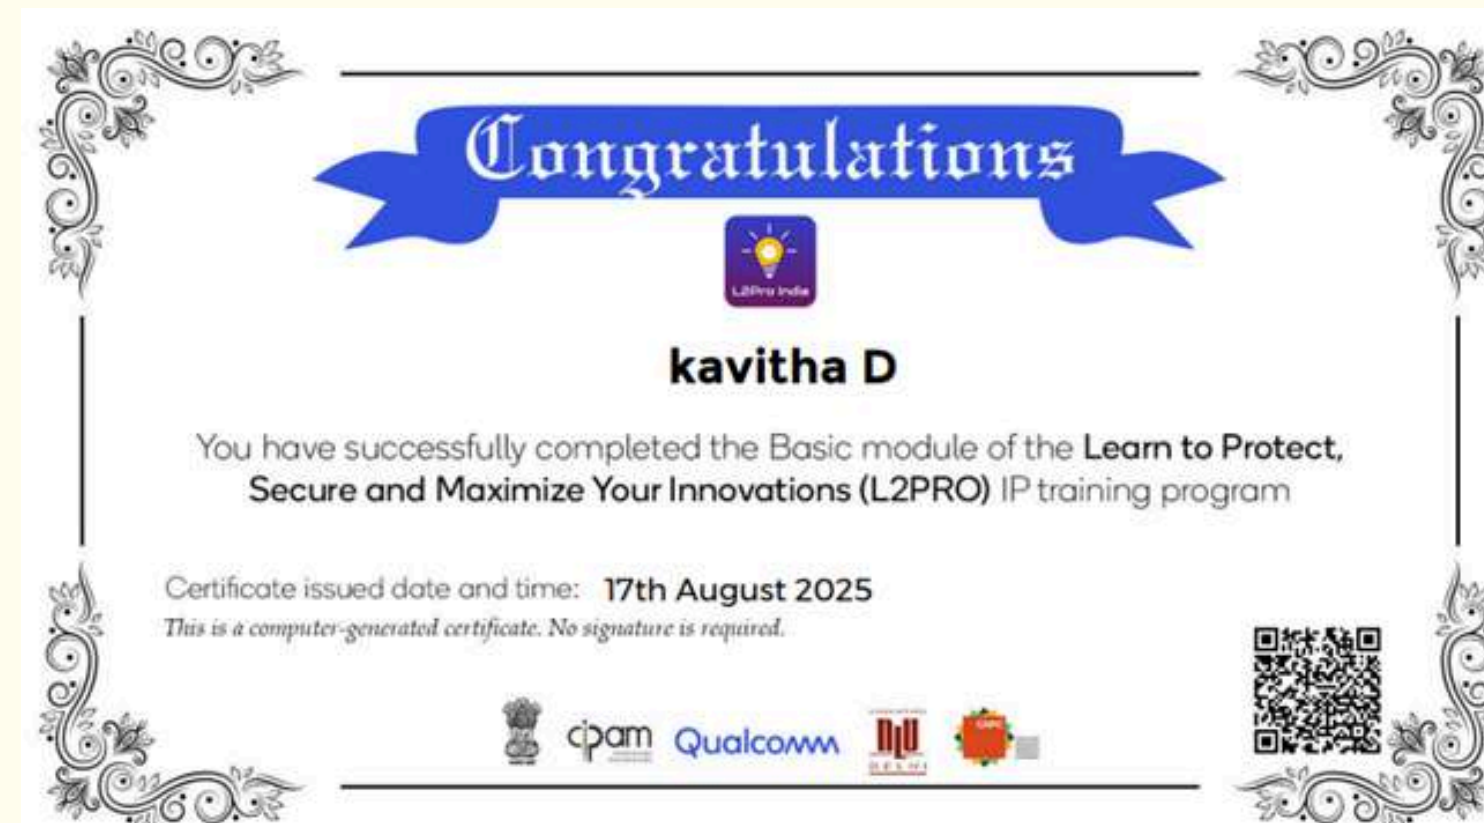 Congratulations
L2Pro India
kavitha D
You have successfully completed the Basic module of the Learn to Protect,
Secure and Maximize Your Innovations (L2PRO) IP training program
Certificate issued date and time: 17th August 2025
This is a computer-generated certificate. No signature is required.
cipam
Qualcomm
DELHI